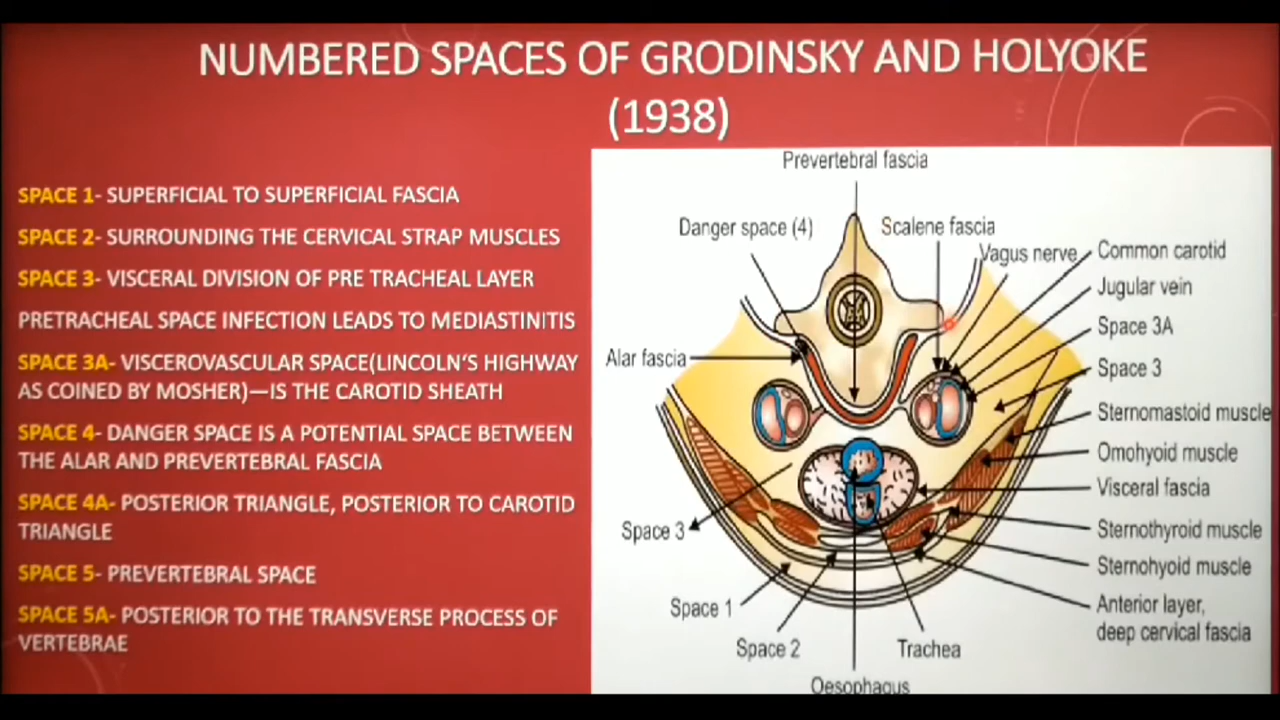 NUMBERED SPACES OF GRODINSKY AND HOLYOKE
(1938)
SPACE 1- SUPERFICIAL TO SUPERFICIAL FASCIA
SPACE 2- SURROUNDING THE CERVICAL STRAP MUSCLES
SPACE 3- VISCERAL DIVISION OF PRE TRACHEAL LAYER
PRETRACHEAL SPACE INFECTION LEADS TO MEDIASTINITIS
SPACE 3A- VISCEROVASCULAR SPACE(LINCOLN'S HIGHWAY
AS COINED BY MOSHER)—IS THE CAROTID SHEATH
SPACE 4- DANGER SPACE IS A POTENTIAL SPACE BETWEEN
THE ALAR AND PREVERTEBRAL FASCIA
SPACE 4A- POSTERIOR TRIANGLE, POSTERIOR TO CAROTID
TRIANGLE
SPACE 5- PREVERTEBRAL SPACE
SPACE 5A- POSTERIOR TO THE TRANSVERSE PROCESS OF
VERTEBRAE
Prevertebral fascia
Danger space (4)
Scalene fascia
Vagus nerve
Common carotid
Jugular vein
Space 3A
Alar fascia
Space 3
Sternomastoid muscle
Omohyoid muscle
Visceral fascia
Space 3
Sternothyroid muscle
Sternohyoid muscle
Space 1
Anterior layer,
deep cervical fascia
Space 2
Trachea
Oesophagus